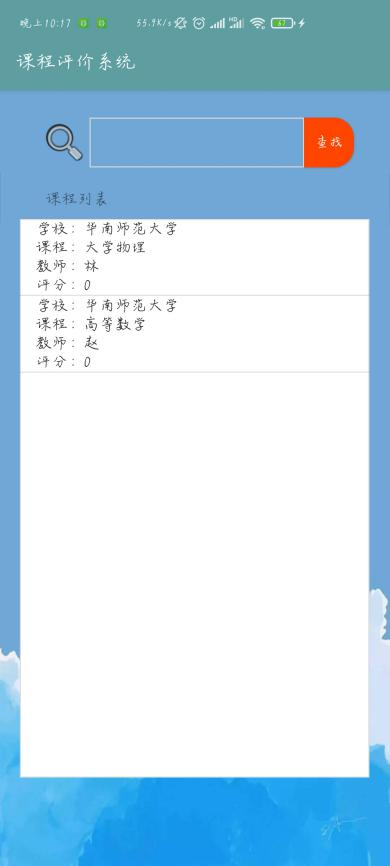 晚上10:17 55.9K/s HD 67
课程评价系统
查找
课程列表
学校：华南师范大学
课程：大学物理
教师：林
评分：0
学校：华南师范大学
课程：高等数学
教师：赵
评分：0